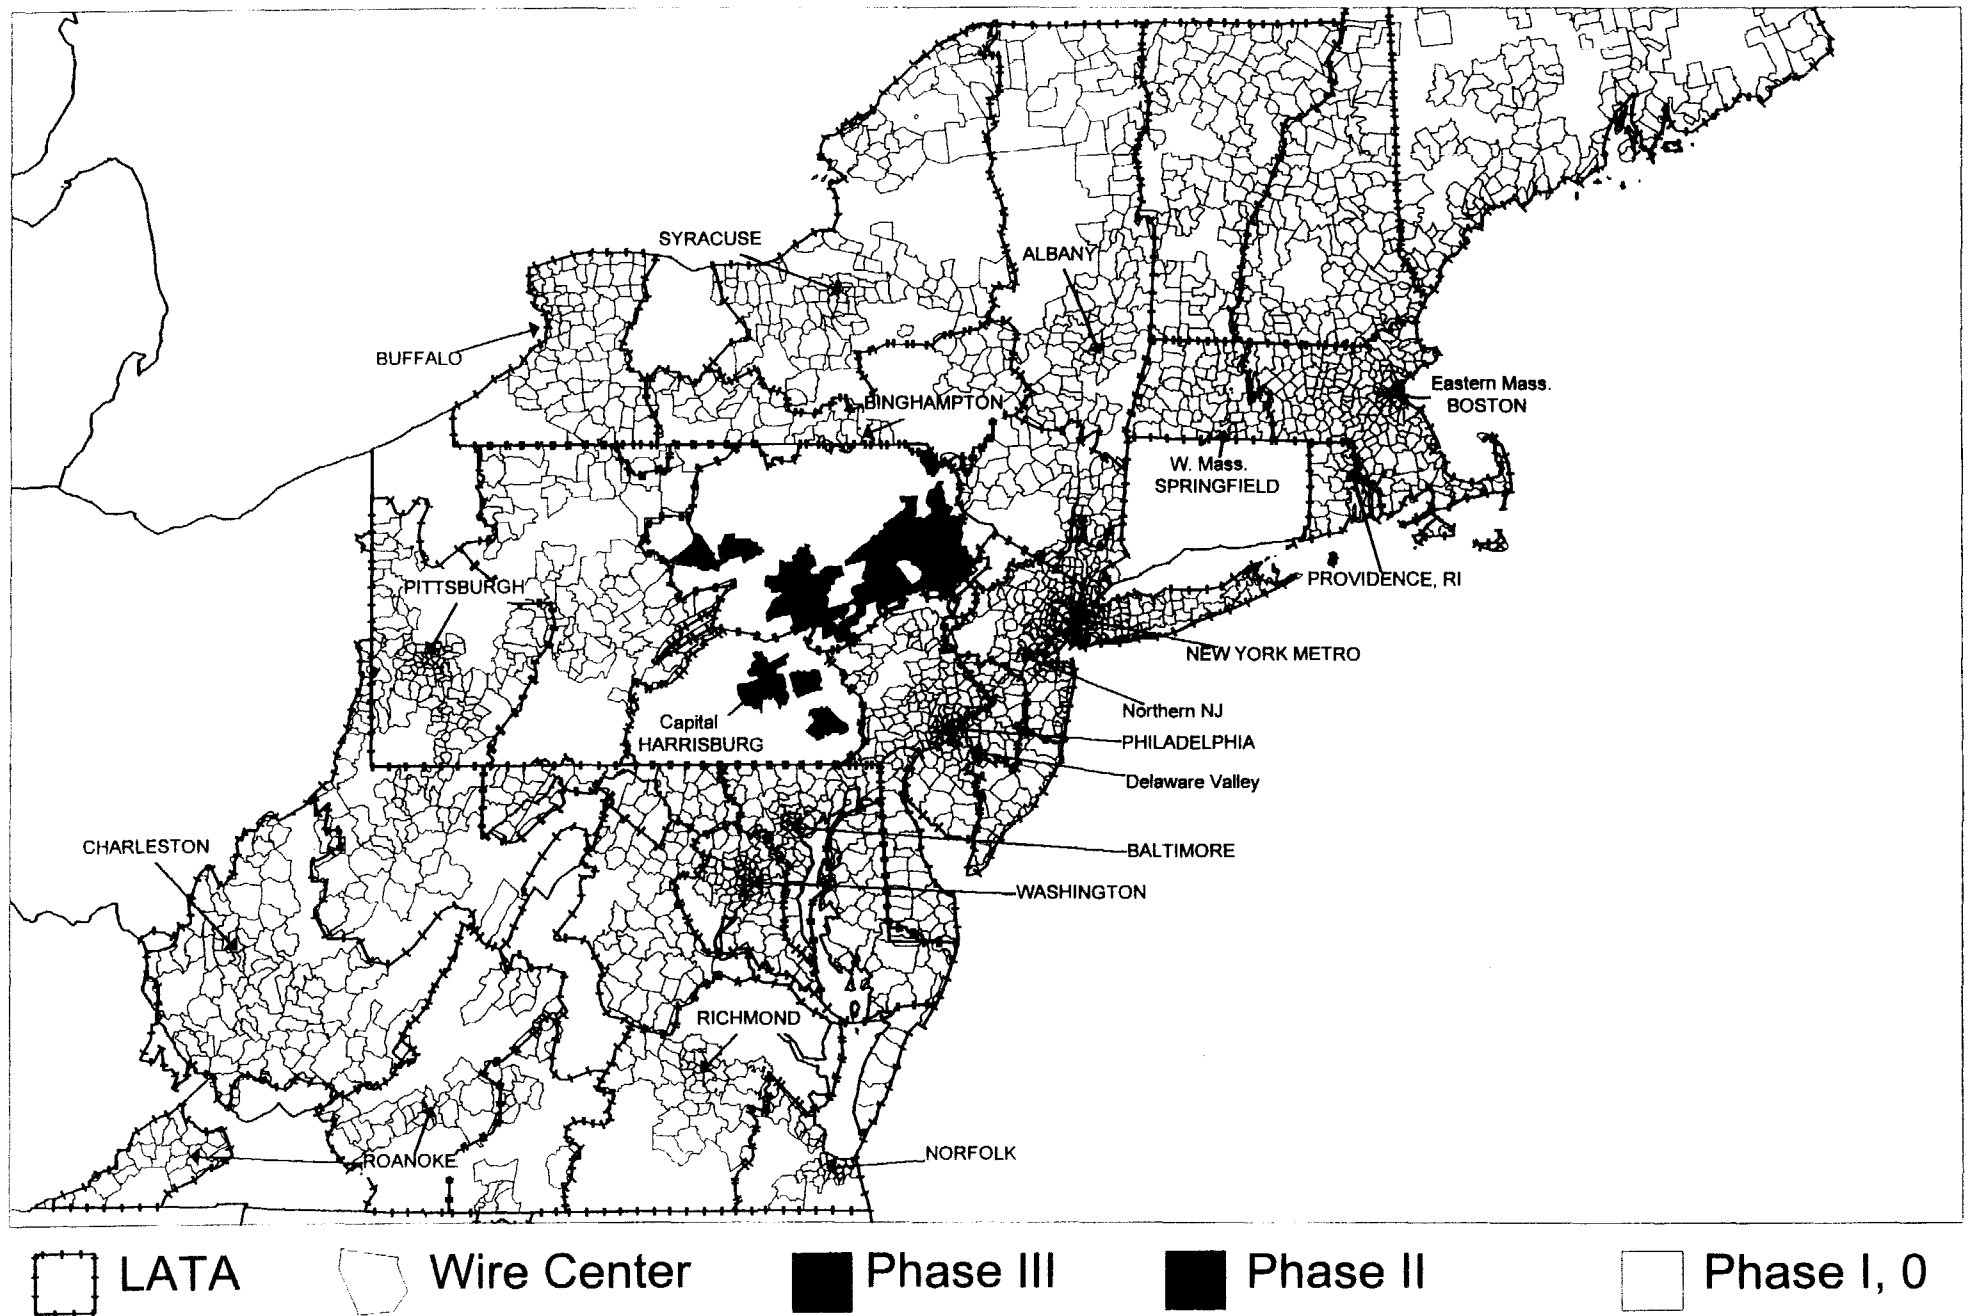 SYRACUSE
ALBANY
BUFFALO
Eastern Mass.
BOSTON
BINGHAMPTON
W. Mass.
SPRINGFIELD
PITTSBURGH
PROVIDENCE, RI
NEW YORK METRO
Northern NJ
Capital
HARRISBURG
PHILADELPHIA
Delaware Valley
CHARLESTON
BALTIMORE
WASHINGTON
RICHMOND
NORFOLK
ROANOKE
LATA
Wire Center
Phase III
Phase II
Phase I, 0